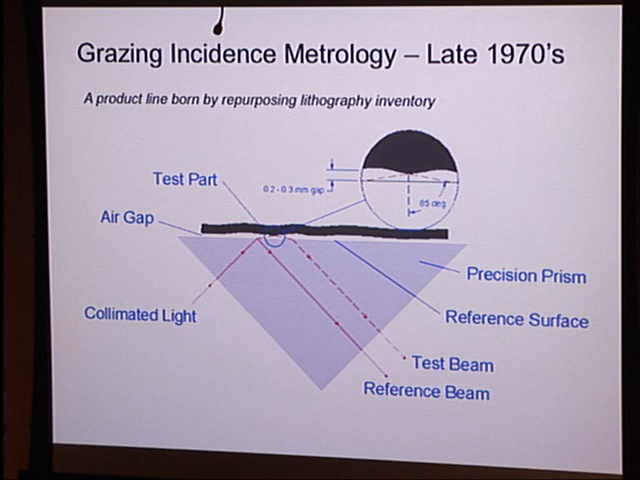 Grazing Incidence Metrology – Late 1970's
A product line born by repurposing lithography inventory
Test Part
0.2 - 0.3 mm gap
85 deg
Air Gap
Precision Prism
Collimated Light
Reference Surface
Test Beam
Reference Beam